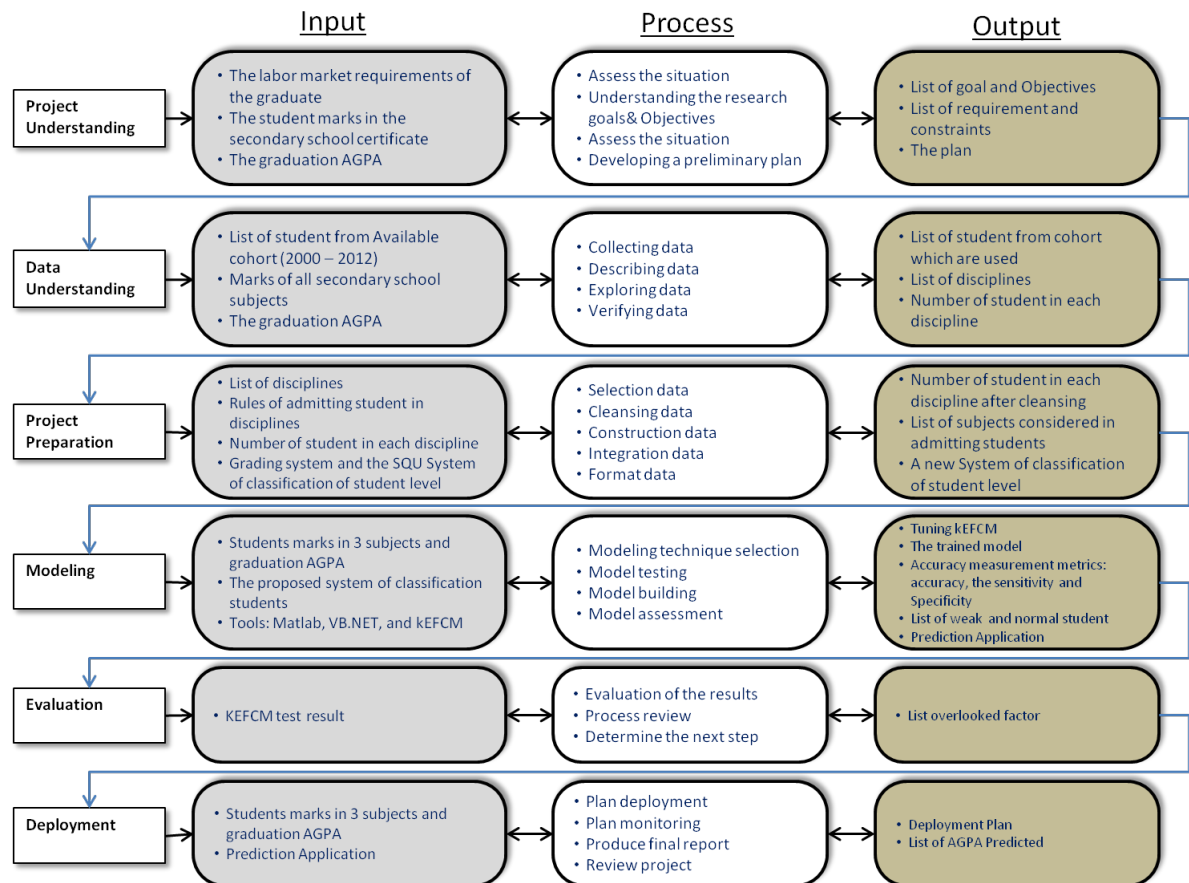 Input
Process
Output
Project
Understanding
• The labor market requirements of
the graduate
• The student marks in the
secondary school certificate
• The graduation AGPA
• Assess the situation
• Understanding the research
goals& Objectives
• Assess the situation
• Developing a preliminary plan
• List of goal and Objectives
• List of requirement and
constraints
• The plan
Data
Understanding
• List of student from Available
cohort (2000 – 2012)
• Marks of all secondary school
subjects
• The graduation AGPA
• Collecting data
• Describing data
• Exploring data
• Verifying data
• List of student from cohort
which are used
• List of disciplines
• Number of student in each
discipline
Project
Preparation
• List of disciplines
• Rules of admitting student in
disciplines
• Number of student in each discipline
• Grading system and the SQU System
of classification of student level
• Selection data
• Cleansing data
• Construction data
• Integration data
• Format data
• Number of student in each
discipline after cleansing
• List of subjects considered in
admitting students
• A new System of classification
of student level
Modeling
• Students marks in 3 subjects and
graduation AGPA
• The proposed system of classification
students
• Tools: Matlab, VB.NET, and kEFCM
• Modeling technique selection
• Model testing
• Model building
• Model assessment
• Tuning kEFCM
• The trained model
• Accuracy measurement metrics:
accuracy, the sensitivity and
Specificity
• List of weak and normal student
• Prediction Application
Evaluation
• KEFCM test result
• Evaluation of the results
• Process review
• Determine the next step
• List overlooked factor
Deployment
• Students marks in 3 subjects and
graduation AGPA
• Prediction Application
• Plan deployment
• Plan monitoring
• Produce final report
• Review project
• Deployment Plan
• List of AGPA Predicted